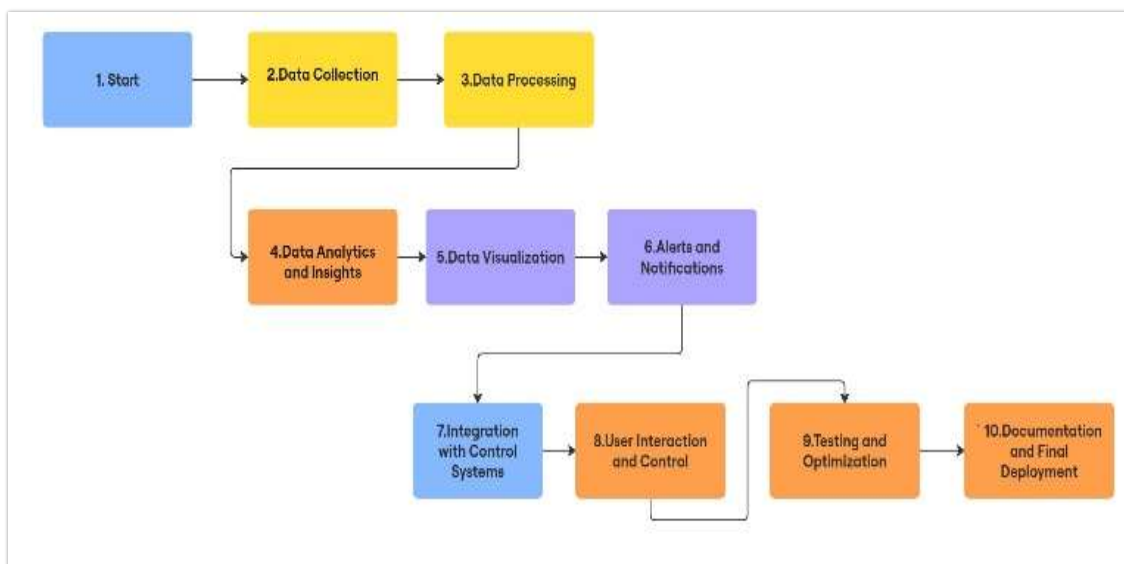 1. Start
2.Data Collection
3.Data Processing
4.Data Analytics
and Insights
5.Data Visualization
6.Alerts and
Notifications
7.Integration
with Control
Systems
8.User Interaction
and Control
9.Testing and
Optimization
10.Documentation
and Final
Deployment